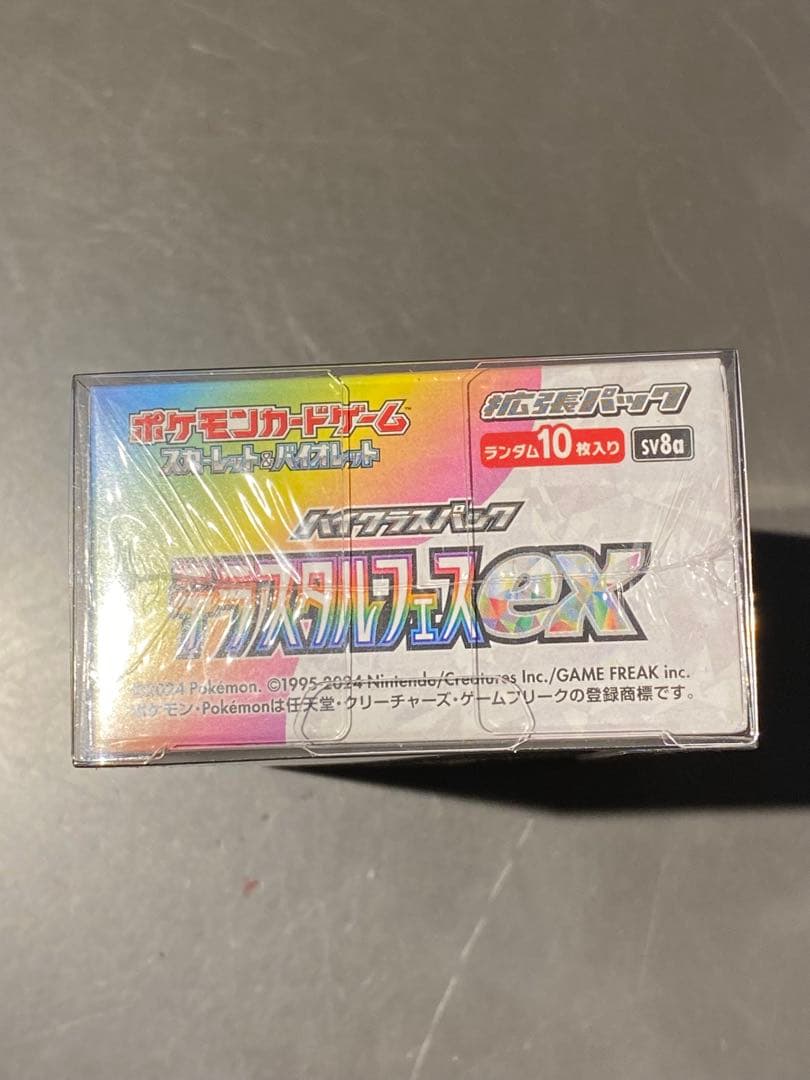 ポケモンカードゲーム™
スカーレット&バイオレット
拡張パック
ランダム10枚入り sv8a
ハイクラスパック
テラスタルフェスex
©2024 Pokémon. ©1995-2024 Nintendo/Creatures Inc./GAME FREAK inc.
ポケモン・Pokémonは任天堂・クリーチャーズ・ゲームフリークの登録商標です。